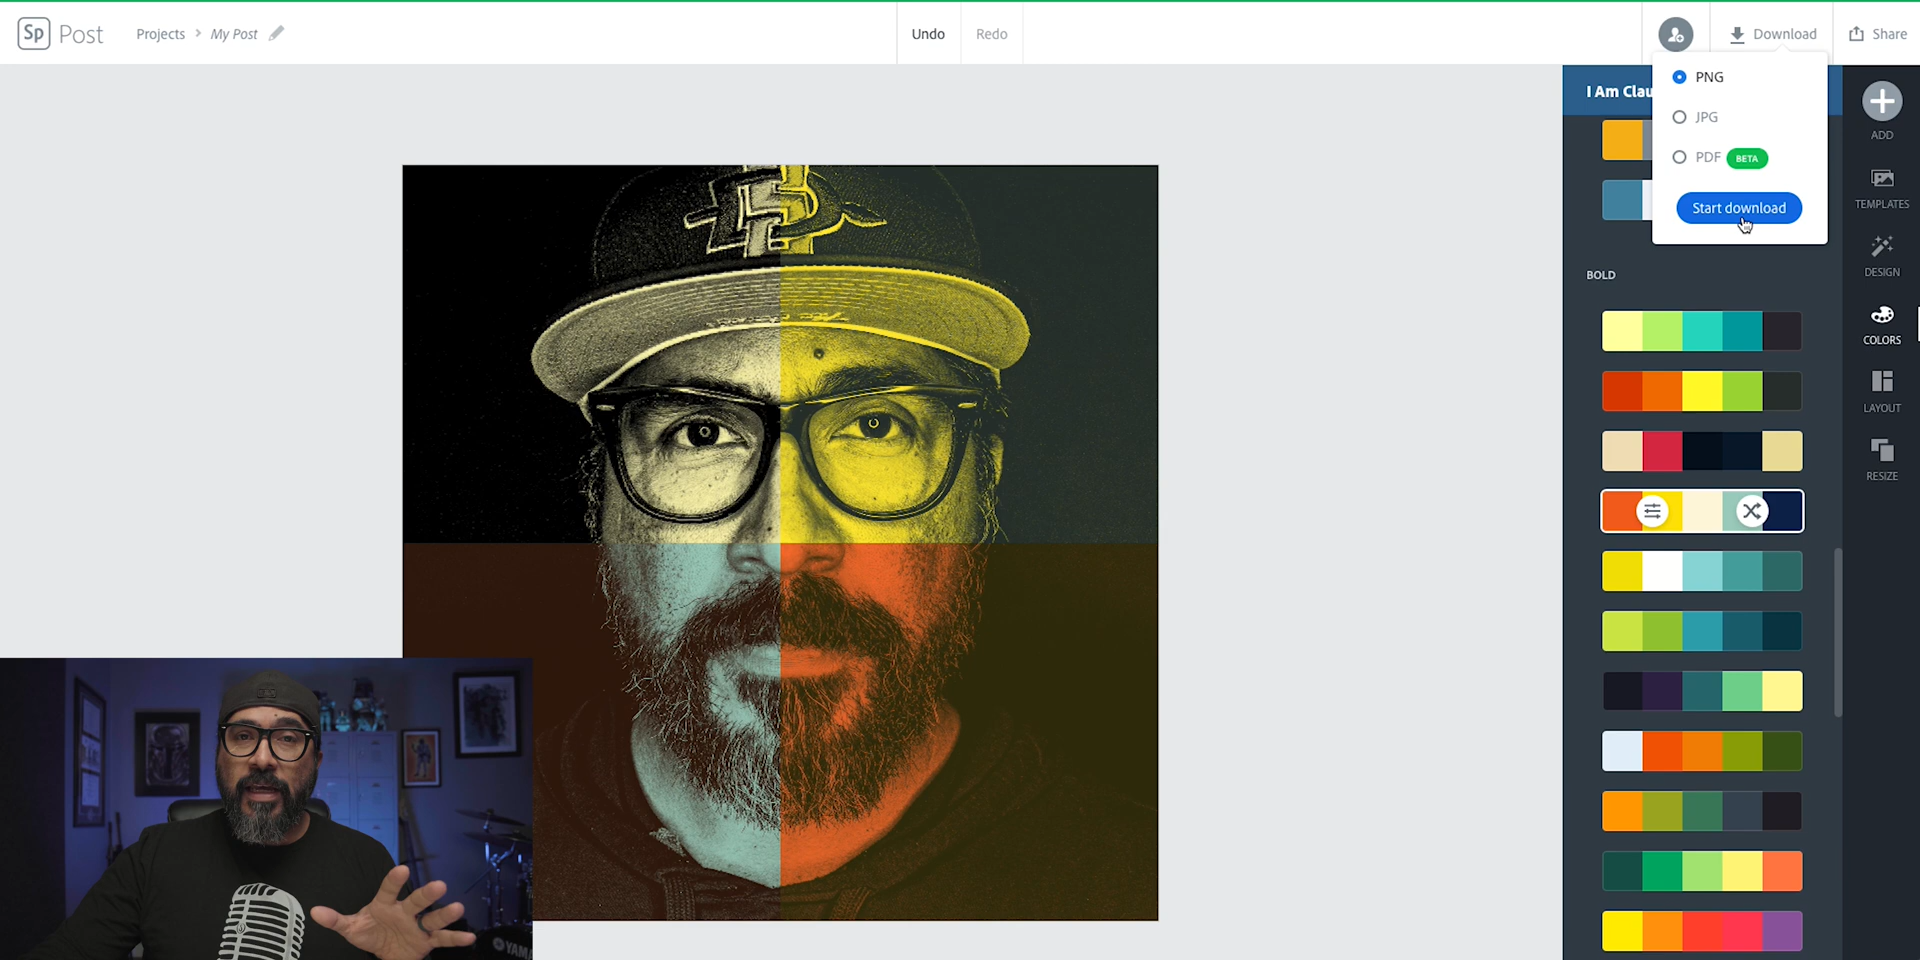 Sp Post
Projects > My Post
Undo
Redo
Download
Share
PNG
JPG
PDF BETA
Start download
I Am Clau
BOLD
ADD
TEMPLATES
DESIGN
COLORS
LAYOUT
RESIZE
YAM